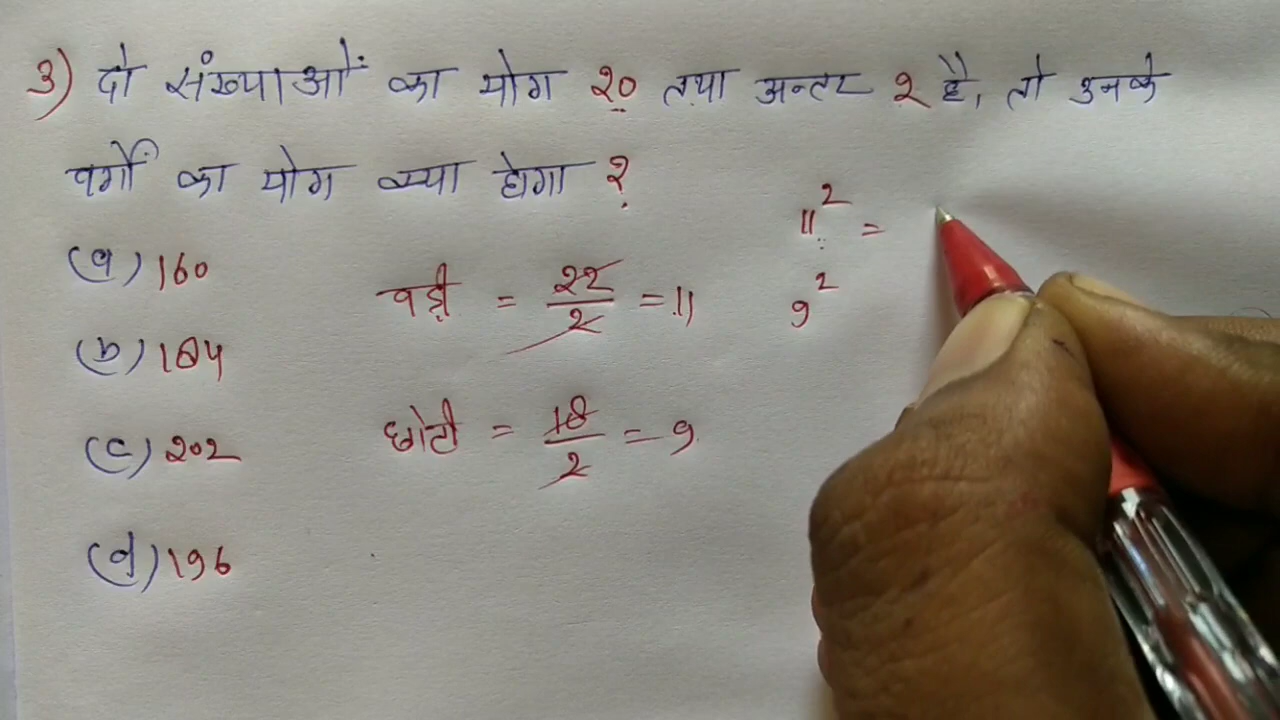 3) दो संख्याओं का योग 20 तथा अन्तर 2 है, तो उनके
वर्गों का योग क्या होगा ?
(a) 160
(b) 184
(c) 202
(d) 196
बड़ी = 22/2 = 11
छोटी = 18/2 = 9
11² =
9²